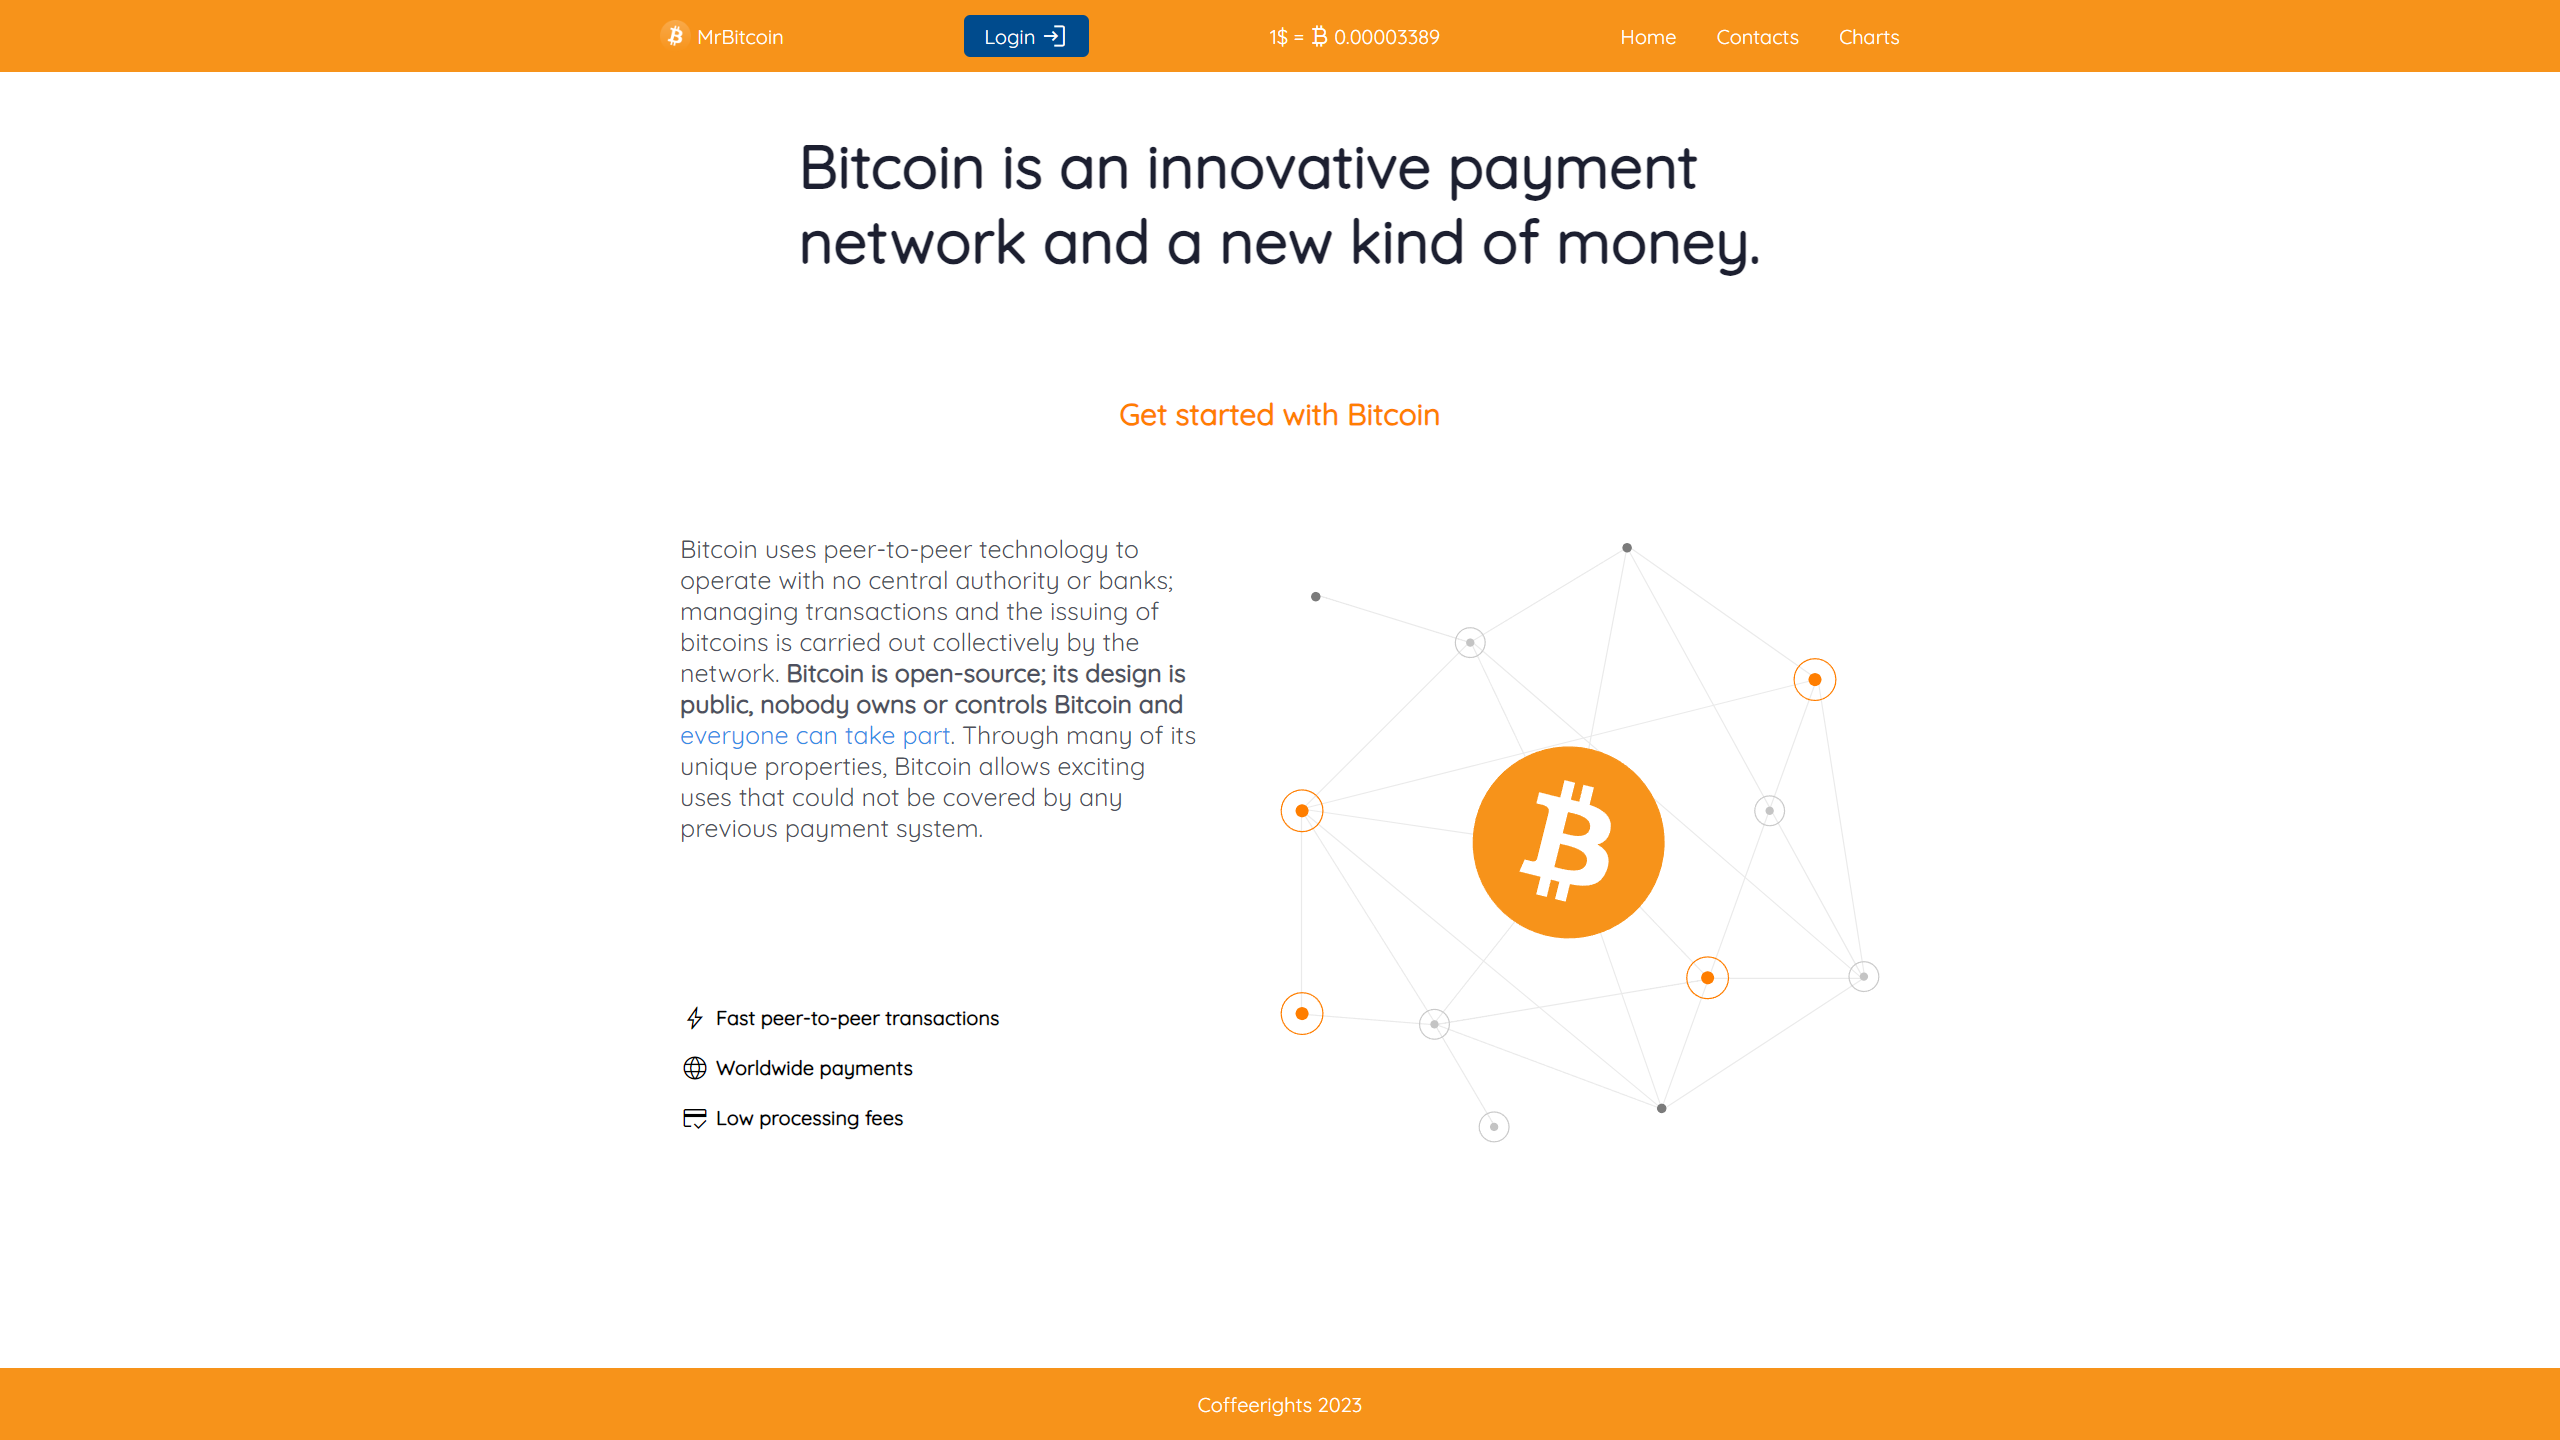 MrBitcoin
Login
1$ = ₿ 0.00003389
Home
Contacts
Charts
Bitcoin is an innovative payment
network and a new kind of money.
Get started with Bitcoin
Bitcoin uses peer-to-peer technology to
operate with no central authority or banks;
managing transactions and the issuing of
bitcoins is carried out collectively by the
network. Bitcoin is open-source; its design is
public, nobody owns or controls Bitcoin and
everyone can take part. Through many of its
unique properties, Bitcoin allows exciting
uses that could not be covered by any
previous payment system.
Fast peer-to-peer transactions
Worldwide payments
Low processing fees
Coffeerights 2023